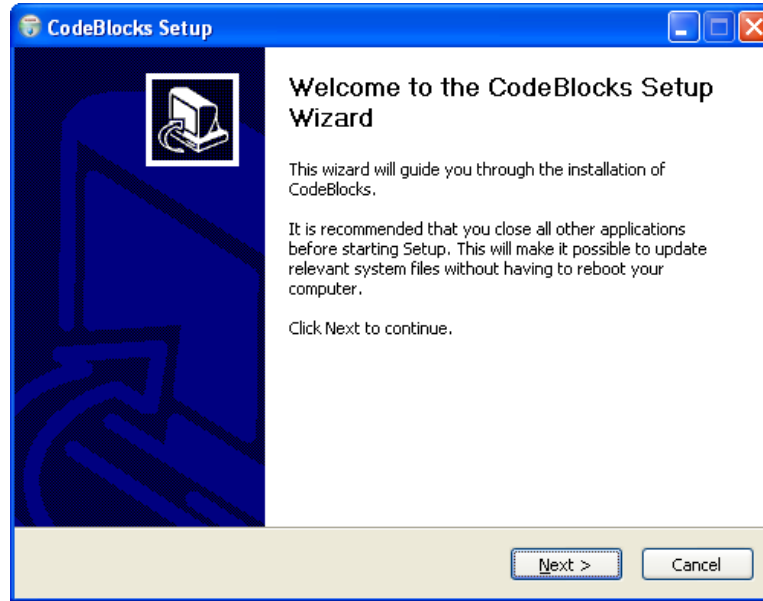 CodeBlocks Setup
Welcome to the CodeBlocks Setup
Wizard
This wizard will guide you through the installation of
CodeBlocks.
It is recommended that you close all other applications
before starting Setup. This will make it possible to update
relevant system files without having to reboot your
computer.
Click Next to continue.
Next > Cancel